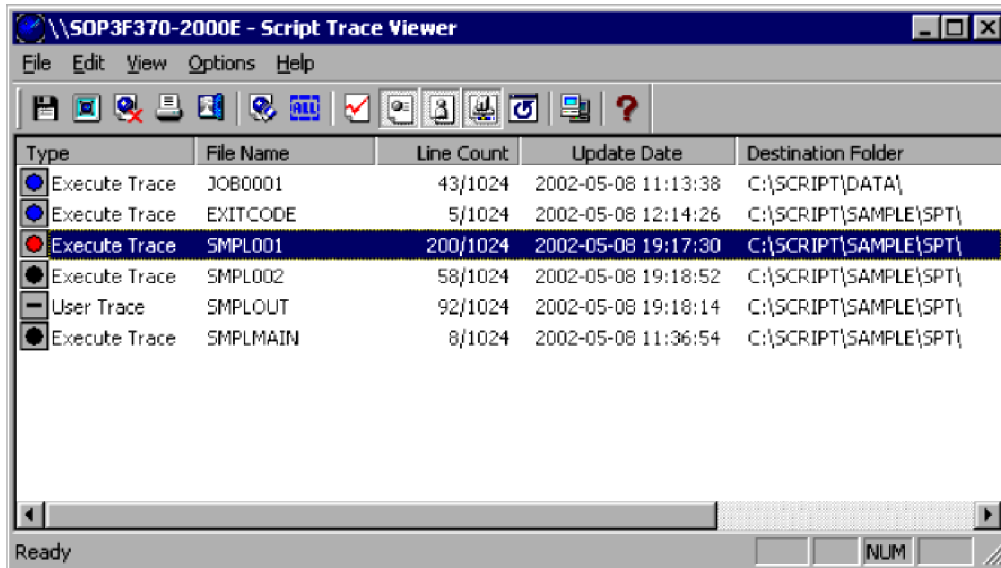 \\SOP3F370-2000E - Script Trace Viewer
File Edit View Options Help
ALL ?
Type File Name Line Count Update Date Destination Folder
Execute Trace JOB0001 43/1024 2002-05-08 11:13:38 C:\SCRIPT\DATA\
Execute Trace EXITCODE 5/1024 2002-05-08 12:14:26 C:\SCRIPT\SAMPLE\SPT\
Execute Trace SMPL001 200/1024 2002-05-08 19:17:30 C:\SCRIPT\SAMPLE\SPT\
Execute Trace SMPL002 58/1024 2002-05-08 19:18:52 C:\SCRIPT\SAMPLE\SPT\
User Trace SMPLOUT 92/1024 2002-05-08 19:18:14 C:\SCRIPT\SAMPLE\SPT\
Execute Trace SMPLMAIN 8/1024 2002-05-08 11:36:54 C:\SCRIPT\SAMPLE\SPT\
Ready NUM